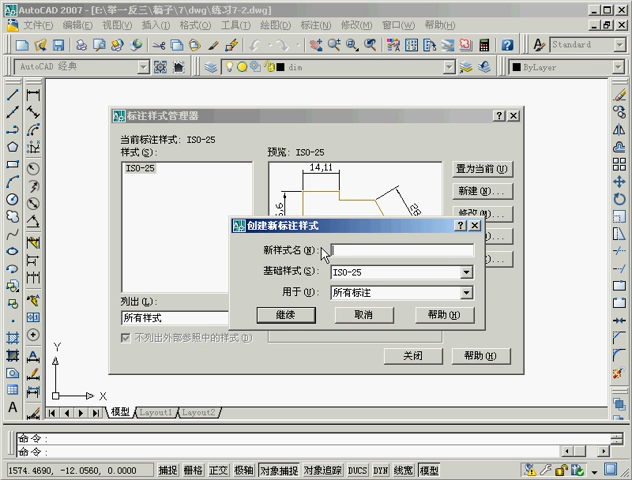 AutoCAD 2007 - [E:\举一反三\稿子\7\dwg\练习7-2.dwg]
文件(F) 编辑(E) 视图(V) 插入(I) 格式(O) 工具(T) 绘图(D) 标注(N) 修改(M) 窗口(W) 帮助(H)
Standard
AutoCAD 经典 dim ByLayer
标注样式管理器
当前标注样式: ISO-25
样式(S): 预览: ISO-25
ISO-25 14,11 置为当前(U)
新建(N)...
修改(M)...
28
创建新标注样式
新样式名(N):
基础样式(S): ISO-25
用于(U): 所有标注
继续 取消 帮助(H)
列出(L):
所有样式
不列出外部参照中的样式(D)
关闭 帮助(H)
Y
X
模型 Layout1 Layout2
命令:
命令:
1574.4690, -12.0560, 0.0000 捕捉 栅格 正交 极轴 对象捕捉 对象追踪 DUCS DYN 线宽 模型